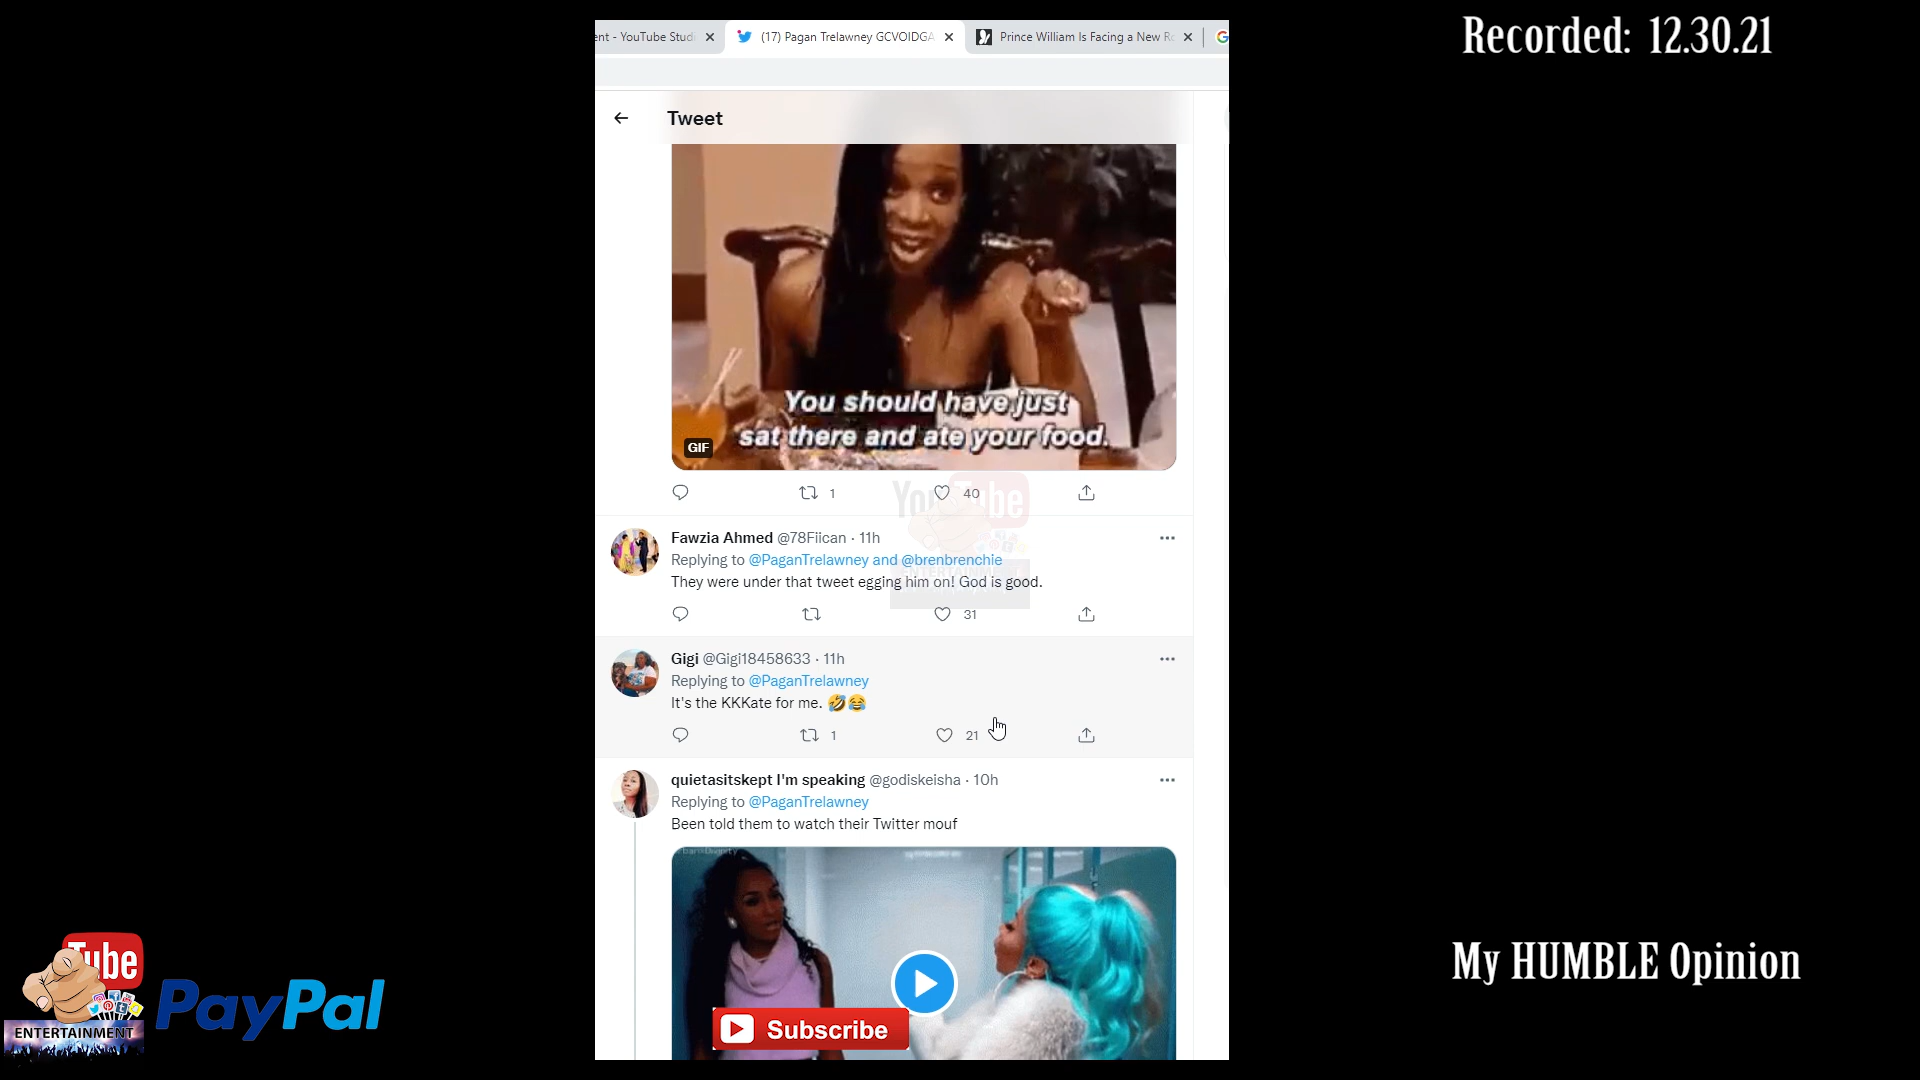 Recorded: 12.30.21
ent - YouTube Stud
(17) Pagan Trelawney GCVOIDGA
Prince William Is Facing a New Ro
Tweet
You should have just
sat there and ate your food.
GIF
1
40
YouTube
Fawzia Ahmed @78Fiican · 11h
Replying to @PaganTrelawney and @brenbrenchie
They were under that tweet egging him on! God is good.
ENTERTAINMENT
31
Gigi @Gigi18458633 · 11h
Replying to @PaganTrelawney
It's the KKKate for me. 🤣😂
1
21
quietasitskept I'm speaking @godiskeisha · 10h
Replying to @PaganTrelawney
Been told them to watch their Twitter mouf
Subscribe
Tube
ENTERTAINMENT
PayPal
My HUMBLE Opinion